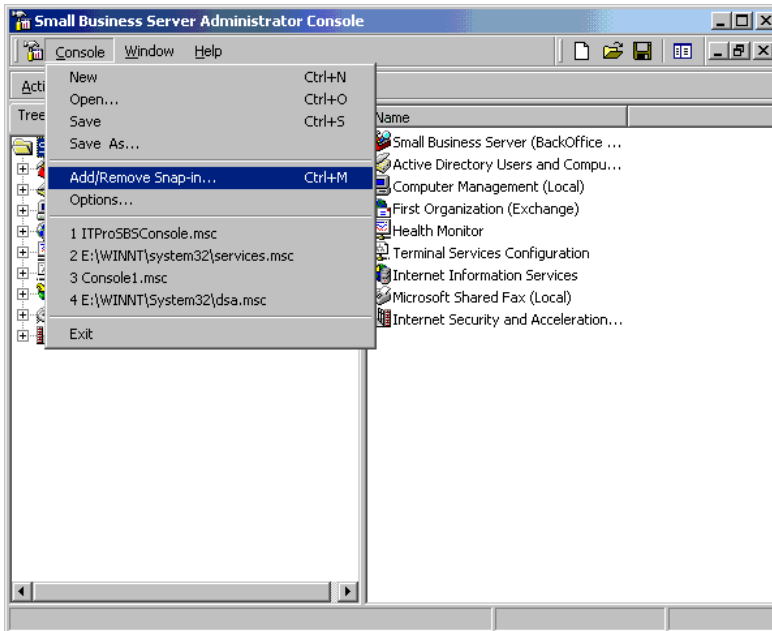 Small Business Server Administrator Console
Console Window Help
Acti
New Ctrl+N
Open... Ctrl+O
Save Ctrl+S
Save As...
Add/Remove Snap-in... Ctrl+M
Options...
1 ITProSBSConsole.msc
2 E:\WINNT\system32\services.msc
3 Console1.msc
4 E:\WINNT\System32\dsa.msc
Exit
Tree
Name
Small Business Server (BackOffice ...
Active Directory Users and Compu...
Computer Management (Local)
First Organization (Exchange)
Health Monitor
Terminal Services Configuration
Internet Information Services
Microsoft Shared Fax (Local)
Internet Security and Acceleration...